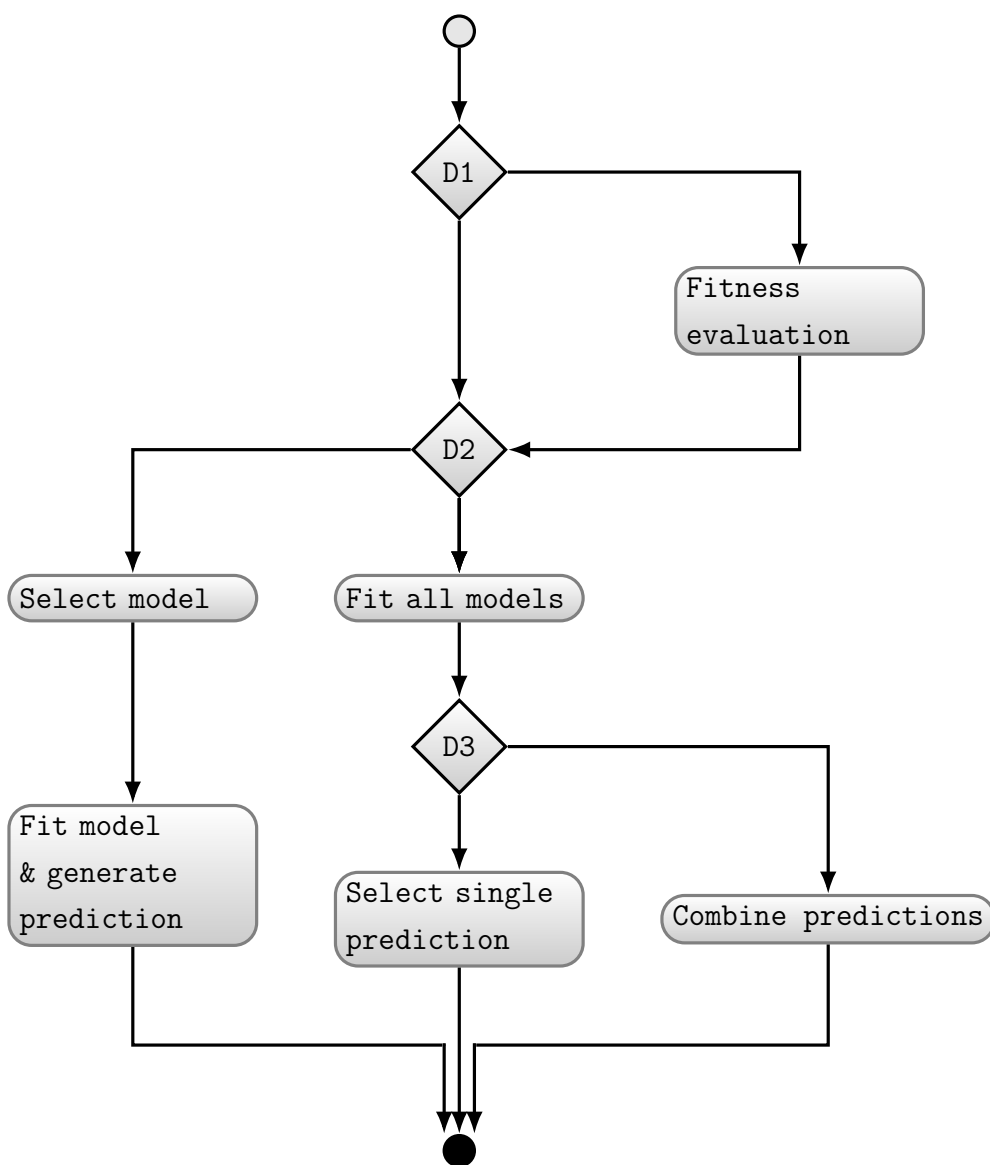 D1
Fitness
evaluation
D2
Select model
Fit all models
D3
Fit model
& generate
prediction
Select single
prediction
Combine predictions